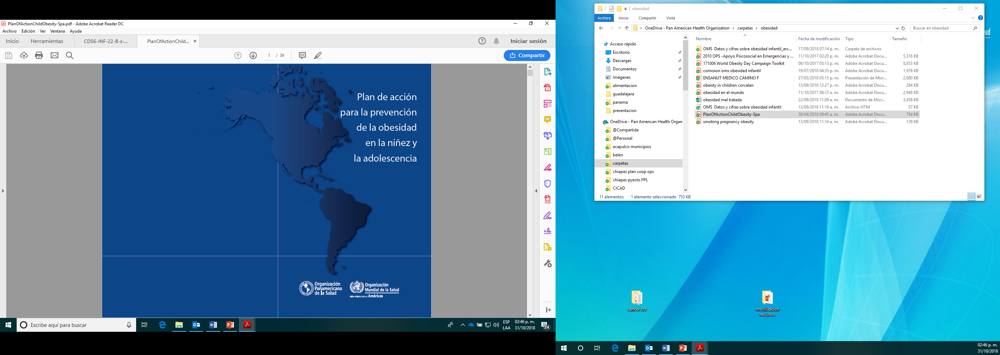 PlanOfActionChildObesity-Spa.pdf - Adobe Acrobat Reader DC
Archivo Edición Ver Ventana Ayuda
Inicio Herramientas CD56-INF-22-B-s-... PlanOfActionChild... × Iniciar sesión
1 / 39 Compartir
Plan de acción
para la prevención
de la obesidad
en la niñez y
la adolescencia
Organización
Panamericana
de la Salud
Organización
Mundial de la Salud
Américas
Escribe aquí para buscar
ESP
LAA
02:46 p. m.
31/10/2018
24
obesidad
Archivo Inicio Compartir Vista
OneDrive - Pan American Health Organization › carpetas › obesidad
Buscar en obesidad
Acceso rápido
Escritorio
Descargas
Documentos
Imágenes
alimentacion
guadalajara
panama
presentacion
OneDrive - Pan American Health Organ
@Compartida
@Personal
acapulco municipios
belen
carpetas
chiapas plan coop ops
chiapas pyecto FPL
CICAD
Nombre Fecha de modificación Tipo Tamaño
OMS Datos y cifras sobre obesidad infantil_arc... 17/09/2018 07:14 p. m. Carpeta de archivos
2010 OPS -Apoyo Psicosocial en Emergencias y ... 11/10/2017 02:20 p. m. Adobe Acrobat Docu... 5,316 KB
171006 World Obesity Day Campaign Toolkit 09/10/2017 03:13 p. m. Adobe Acrobat Docu... 8,853 KB
comision oms obesidad infantil 19/07/2018 04:35 p. m. Adobe Acrobat Docu... 1,676 KB
ENSANUT MEDICO CAMINO F 27/03/2018 05:15 p. m. Presentación de Micr... 2,680 KB
obeisty in children corvalan 13/09/2018 12:27 p. m. Adobe Acrobat Docu... 284 KB
obesidad en el mundo 11/10/2017 08:13 a. m. Adobe Acrobat Docu... 2,948 KB
obesidad mal tratada 22/09/2018 11:09 a. m. Documento de Micr... 3,458 KB
OMS Datos y cifras sobre obesidad infantil 13/09/2018 11:19 a. m. Archivo HTM 57 KB
PlanOfActionChildObesity-Spa 30/04/2018 09:45 a. m. Adobe Acrobat Docu... 754 KB
smoking pregnancy obesity 13/09/2018 11:14 a. m. Adobe Acrobat Docu... 139 KB
11 elementos 1 elemento seleccionado 753 KB
ud
cancer oct
movilizacion
recursos
02:46 p. m.
31/10/2018